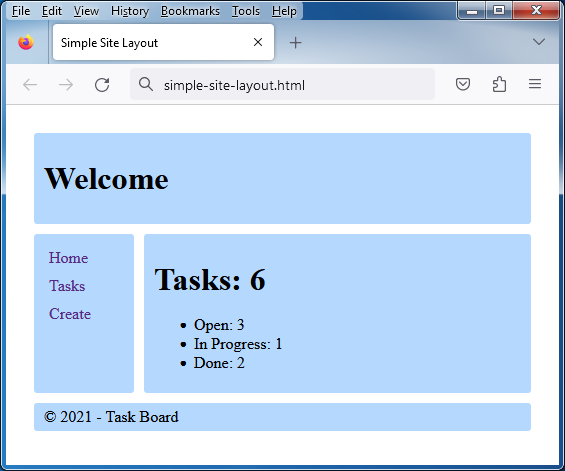 File Edit View History Bookmarks Tools Help
Simple Site Layout
simple-site-layout.html
Welcome
Home
Tasks
Create
Tasks: 6
Open: 3
In Progress: 1
Done: 2
© 2021 - Task Board